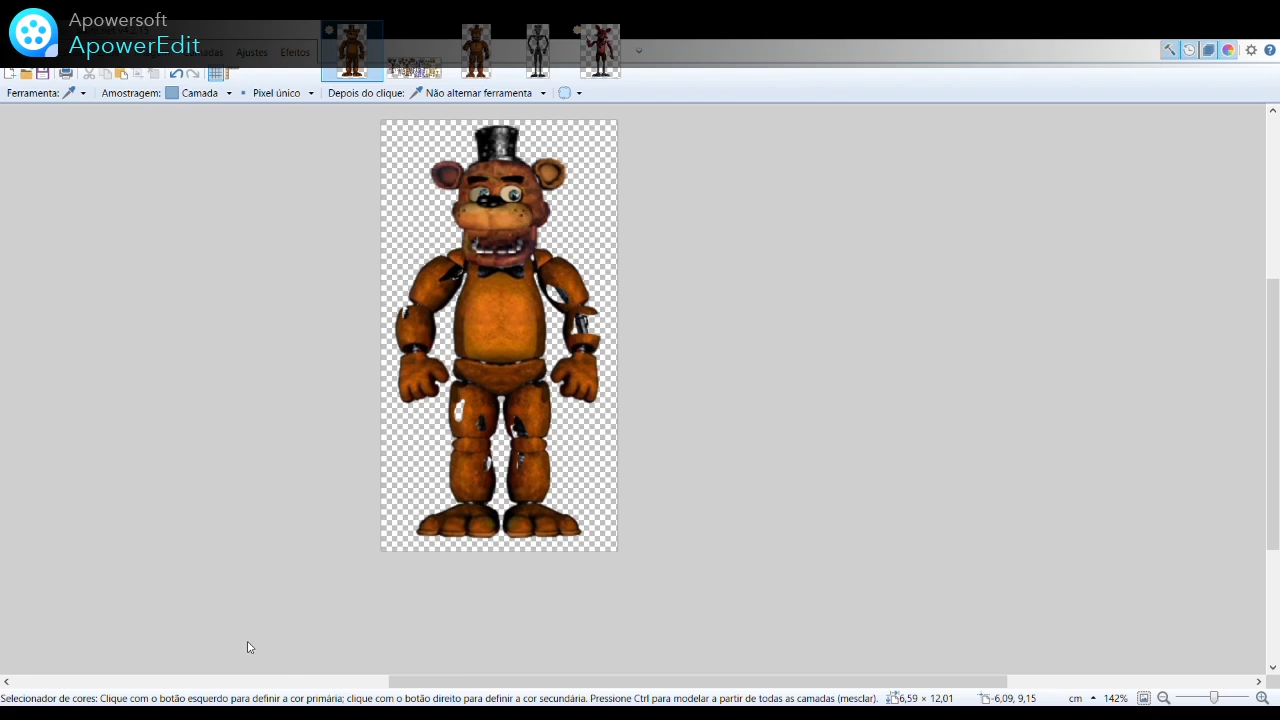 Apowersoft
ApowerEdit
Ajustes Efeitos
Ferramenta: Amostragem: Camada Pixel único Depois do clique: Não alternar ferramenta
Selecionador de cores: Clique com o botão esquerdo para definir a cor primária; clique com o botão direito para definir a cor secundária. Pressione Ctrl para modelar a partir de todas as camadas (mesclar). 6,59 × 12,01 -6,09, 9,15 cm 142%